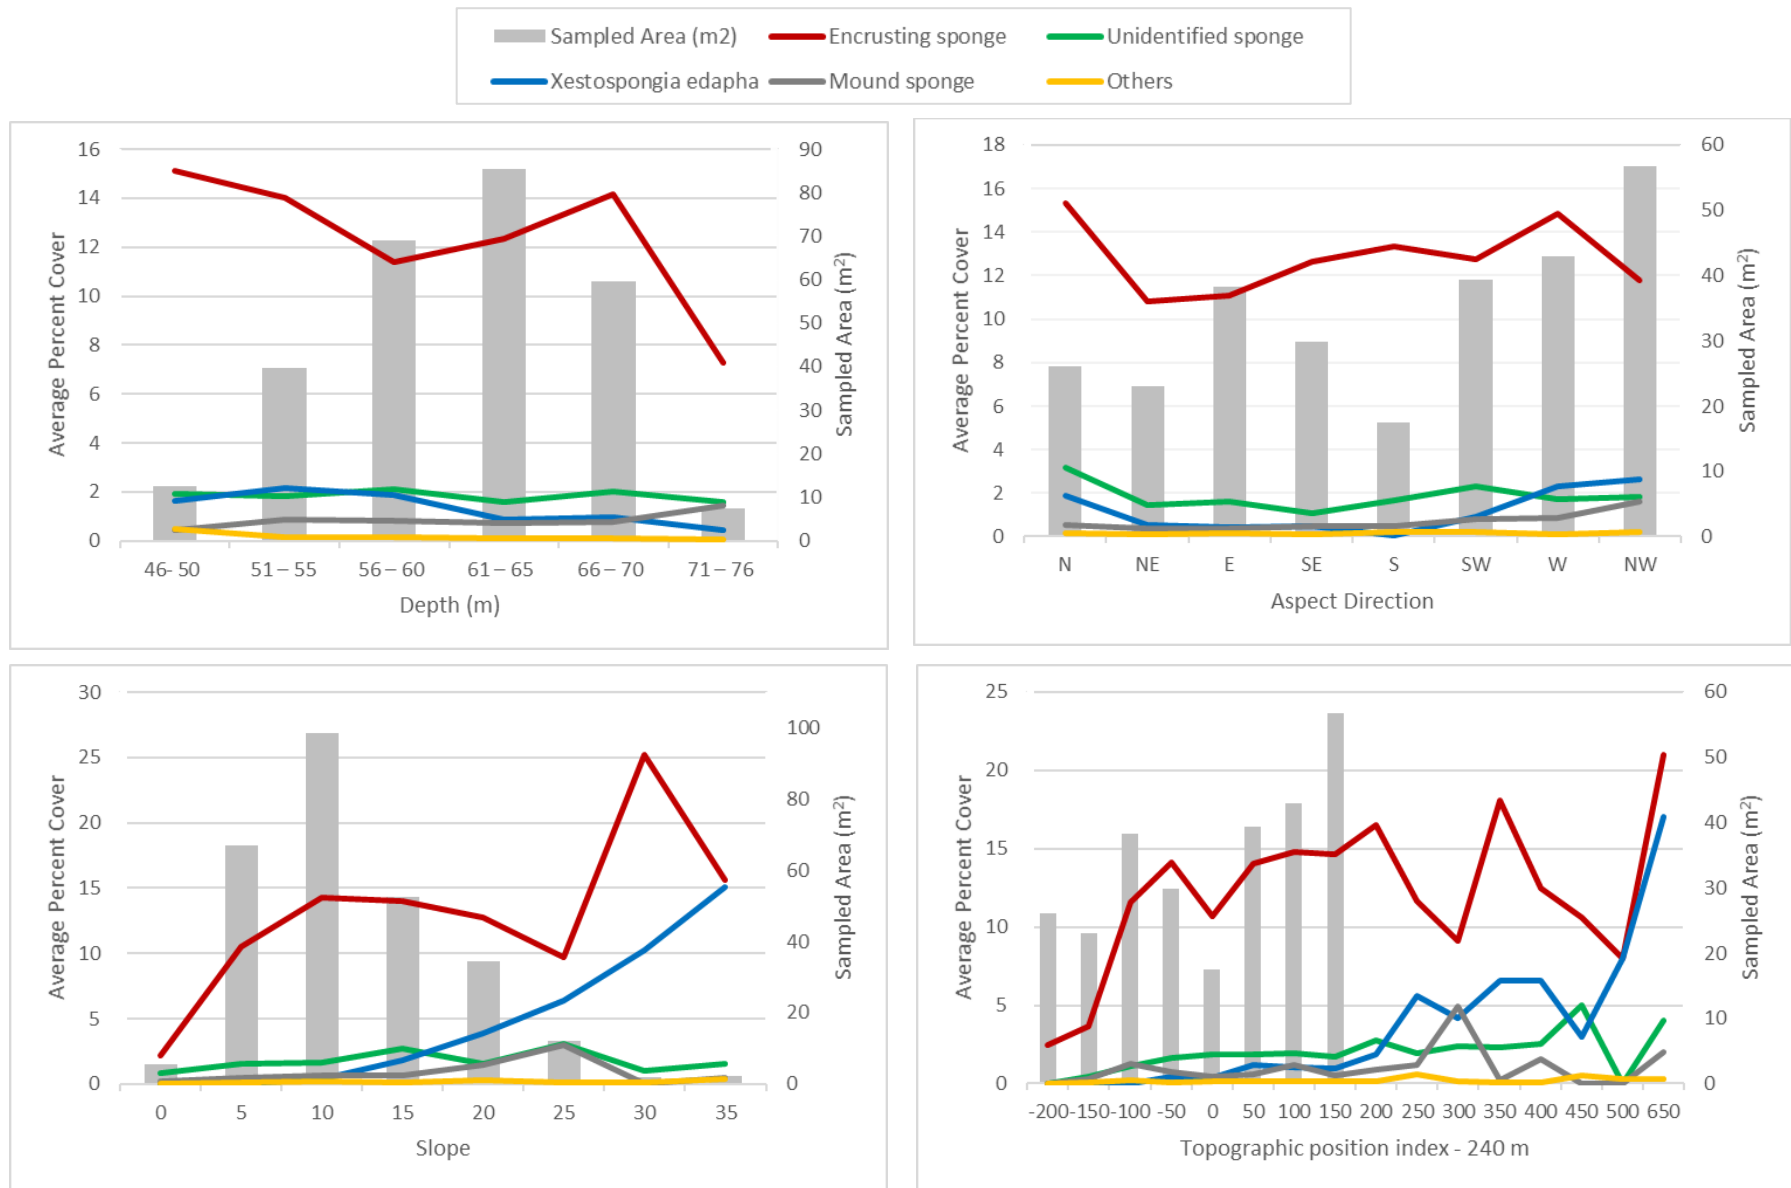 Sampled Area (m2) Encrusting sponge Unidentified sponge
Xestospongia edapha Mound sponge Others
16 90
14 80
12 70
10 60
8 50
6 40
4 30
2 20
0 10
0
Average Percent Cover
Sampled Area (m²)
46- 50 51 – 55 56 – 60 61 – 65 66 – 70 71 – 76
Depth (m)
18 60
16 50
14 40
12 30
10 20
8 10
6 0
4
2
0
Average Percent Cover
Sampled Area (m²)
N NE E SE S SW W NW
Aspect Direction
30 100
25 80
20 60
15 40
10 20
5 0
0
Average Percent Cover
Sampled Area (m²)
0 5 10 15 20 25 30 35
Slope
25 60
20 50
15 40
10 30
5 20
0 10
0
Average Percent Cover
Sampled Area (m²)
-200 -150 -100 -50 0 50 100 150 200 250 300 350 400 450 500 650
Topographic position index - 240 m